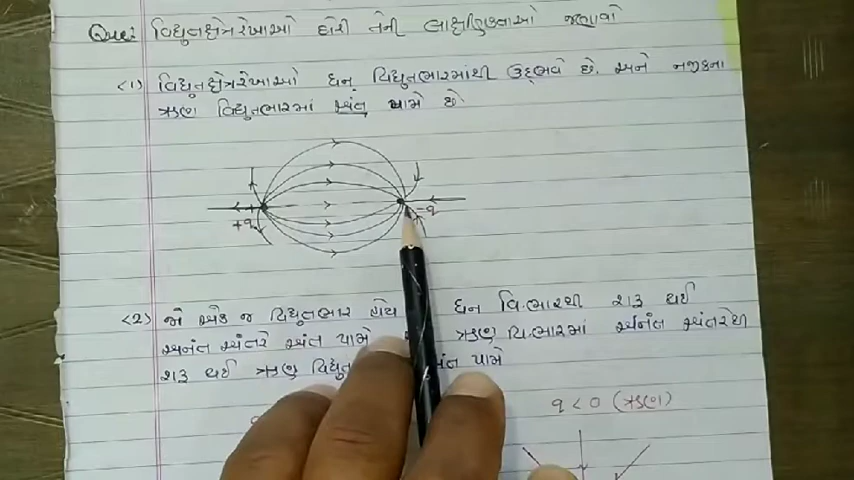 Que: વિદ્યુતક્ષેત્રરેખાઓ દોરી તેની લાક્ષણિકતાઓ જણાવો
(1) વિદ્યુતક્ષેત્રરેખાઓ ધન વિદ્યુતભારમાંથી ઉદ્દભવે છે. અને નજીકના
ઋણ વિદ્યુતભારમાં અંત પામે છે
+q -q
(2) જો એક જ વિદ્યુતભાર હોય ધન વિ.ભારથી શરૂ થઈ
અનંત અંતરે અંત પામે ઋણ વિ.ભારમાં અનંત અંતરેથી
શરૂ થઈ ઋણ પામે
q < 0 (ઋણ)